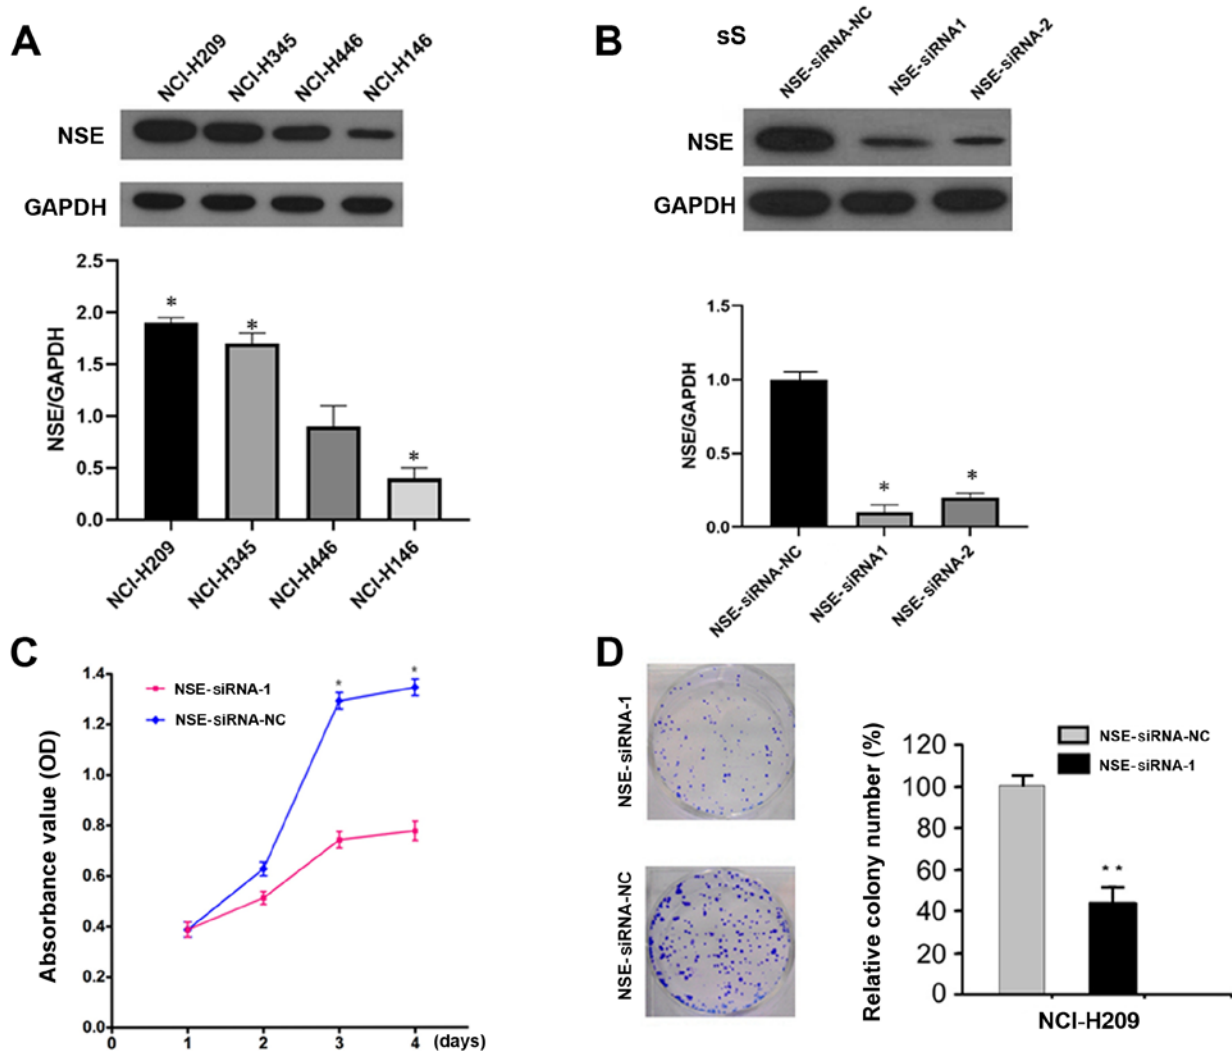 A
NCI-H209
NCI-H345
NCI-H446
NCI-H146
NSE
GAPDH
NSE/GAPDH
2.5
2.0
1.5
1.0
0.5
0.0
*
*
*
NCI-H209
NCI-H345
NCI-H446
NCI-H146
B
sS
NSE-siRNA-NC
NSE-siRNA1
NSE-siRNA-2
NSE
GAPDH
NSE/GAPDH
1.5
1.0
0.5
0.0
*
*
NSE-siRNA-NC
NSE-siRNA1
NSE-siRNA-2
C
Absorbance value (OD)
1.4
1.2
1.0
0.8
0.6
0.4
0.2
0.0
NSE-siRNA-1
NSE-siRNA-NC
*
*
0 1 2 3 4 (days)
D
NSE-siRNA-1
NSE-siRNA-NC
Relative colony number (%)
120
100
80
60
40
20
0
NSE-siRNA-NC
NSE-siRNA-1
**
NCI-H209